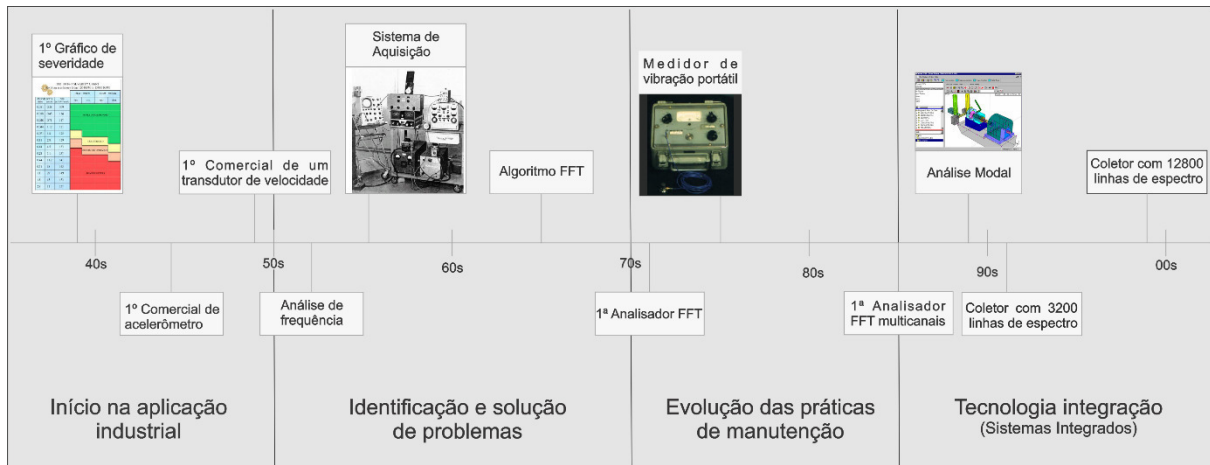 1º Gráfico de
severidade
1º Comercial de um
transdutor de velocidade
Sistema de
Aquisição
Algoritmo FFT
Medidor de
vibração portátil
Análise Modal
Coletor com 12800
linhas de espectro
40s
50s
60s
70s
80s
90s
00s
1º Comercial de
acelerômetro
Análise de
frequência
1ª Analisador FFT
1ª Analisador
FFT multicanais
Coletor com 3200
linhas de espectro
Início na aplicação
industrial
Identificação e solução
de problemas
Evolução das práticas
de manutenção
Tecnologia integração
(Sistemas Integrados)